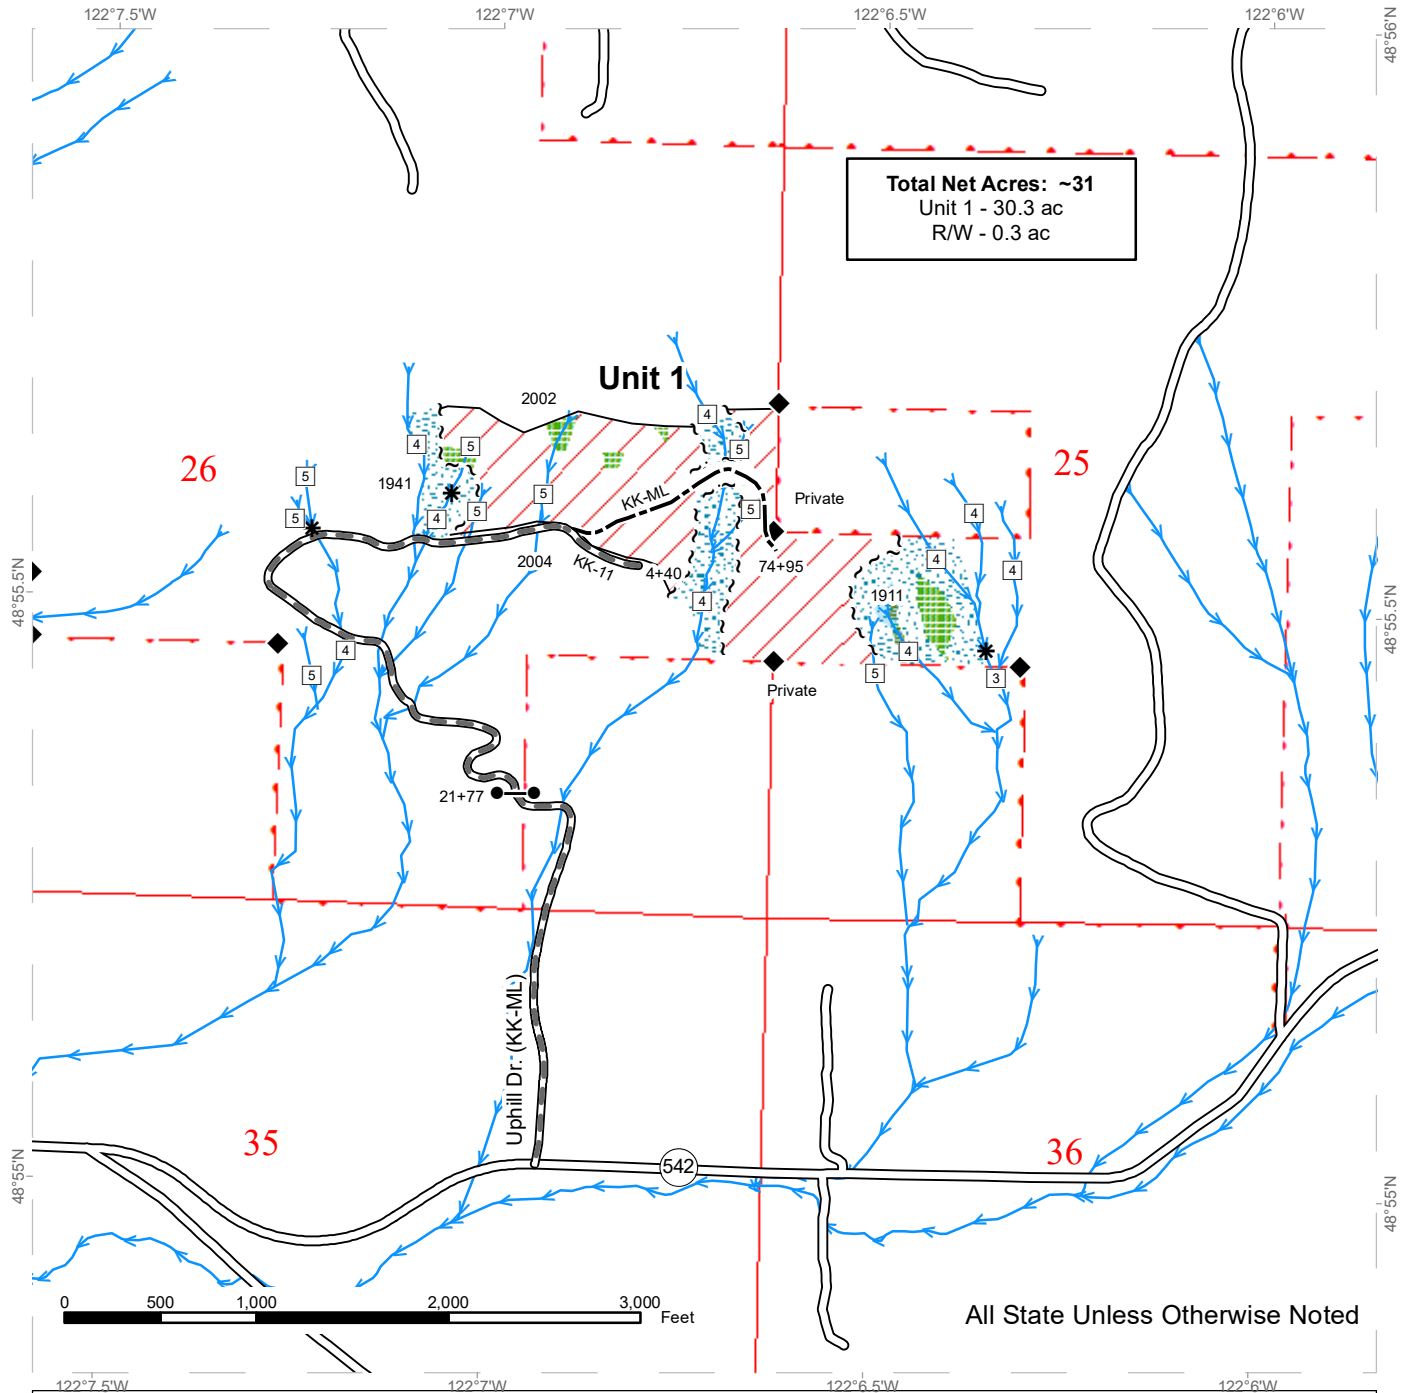 122°7.5'W
122°7'W
122°6.5'W
122°6'W
48°56'N
Total Net Acres: ~31
Unit 1 - 30.3 ac
R/W - 0.3 ac
Unit 1
2002
4
4
5
5
26
25
5
1941
5
5
KK-ML
Private
5
4
5
4
4
2004
KK-11
4+40
74+95
4
48°55.5'N
48°55.5'N
1911
4
4
4
5
5
3
Private
21+77
Uphill Dr. (KK-ML)
35
36
542
48°55'N
48°55'N
0
500
1,000
2,000
3,000
Feet
All State Unless Otherwise Noted
122°7.5'W
122°7'W
122°6.5'W
122°6'W